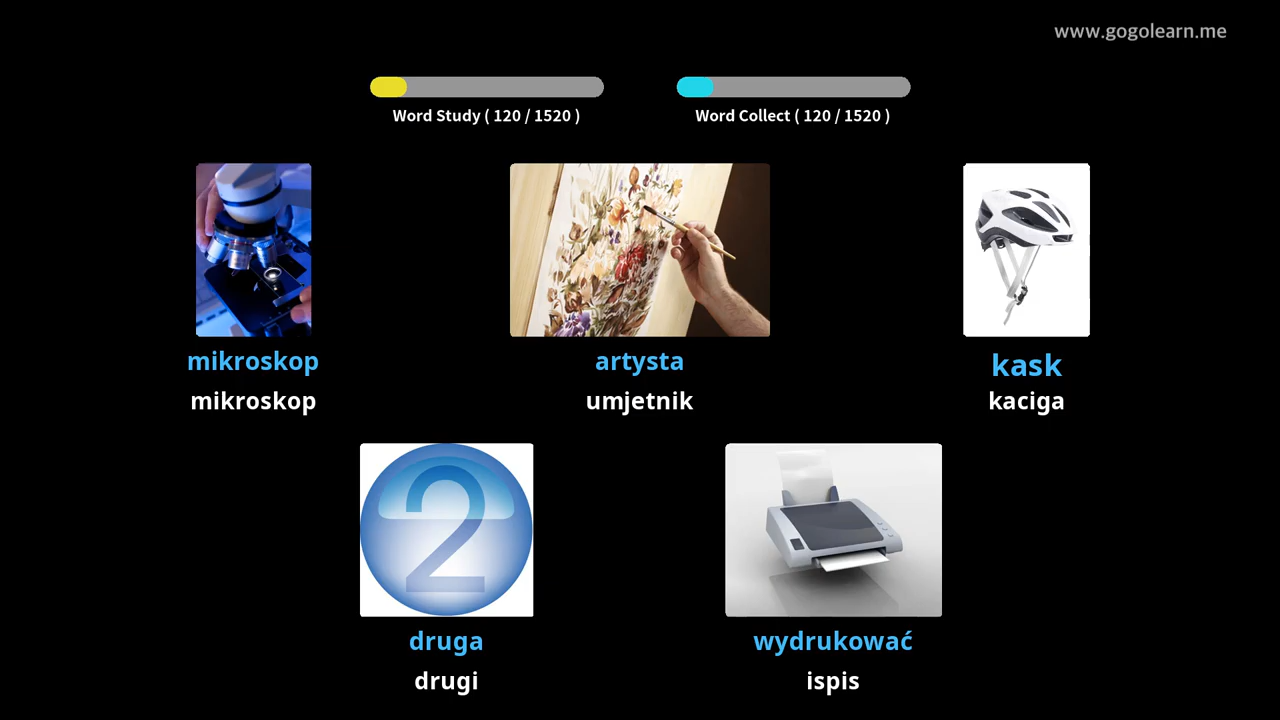 www.gogolearn.me
Word Study ( 120 / 1520 )
Word Collect ( 120 / 1520 )
mikroskop
mikroskop
artysta
umjetnik
kask
kaciga
2
druga
drugi
wydrukować
ispis